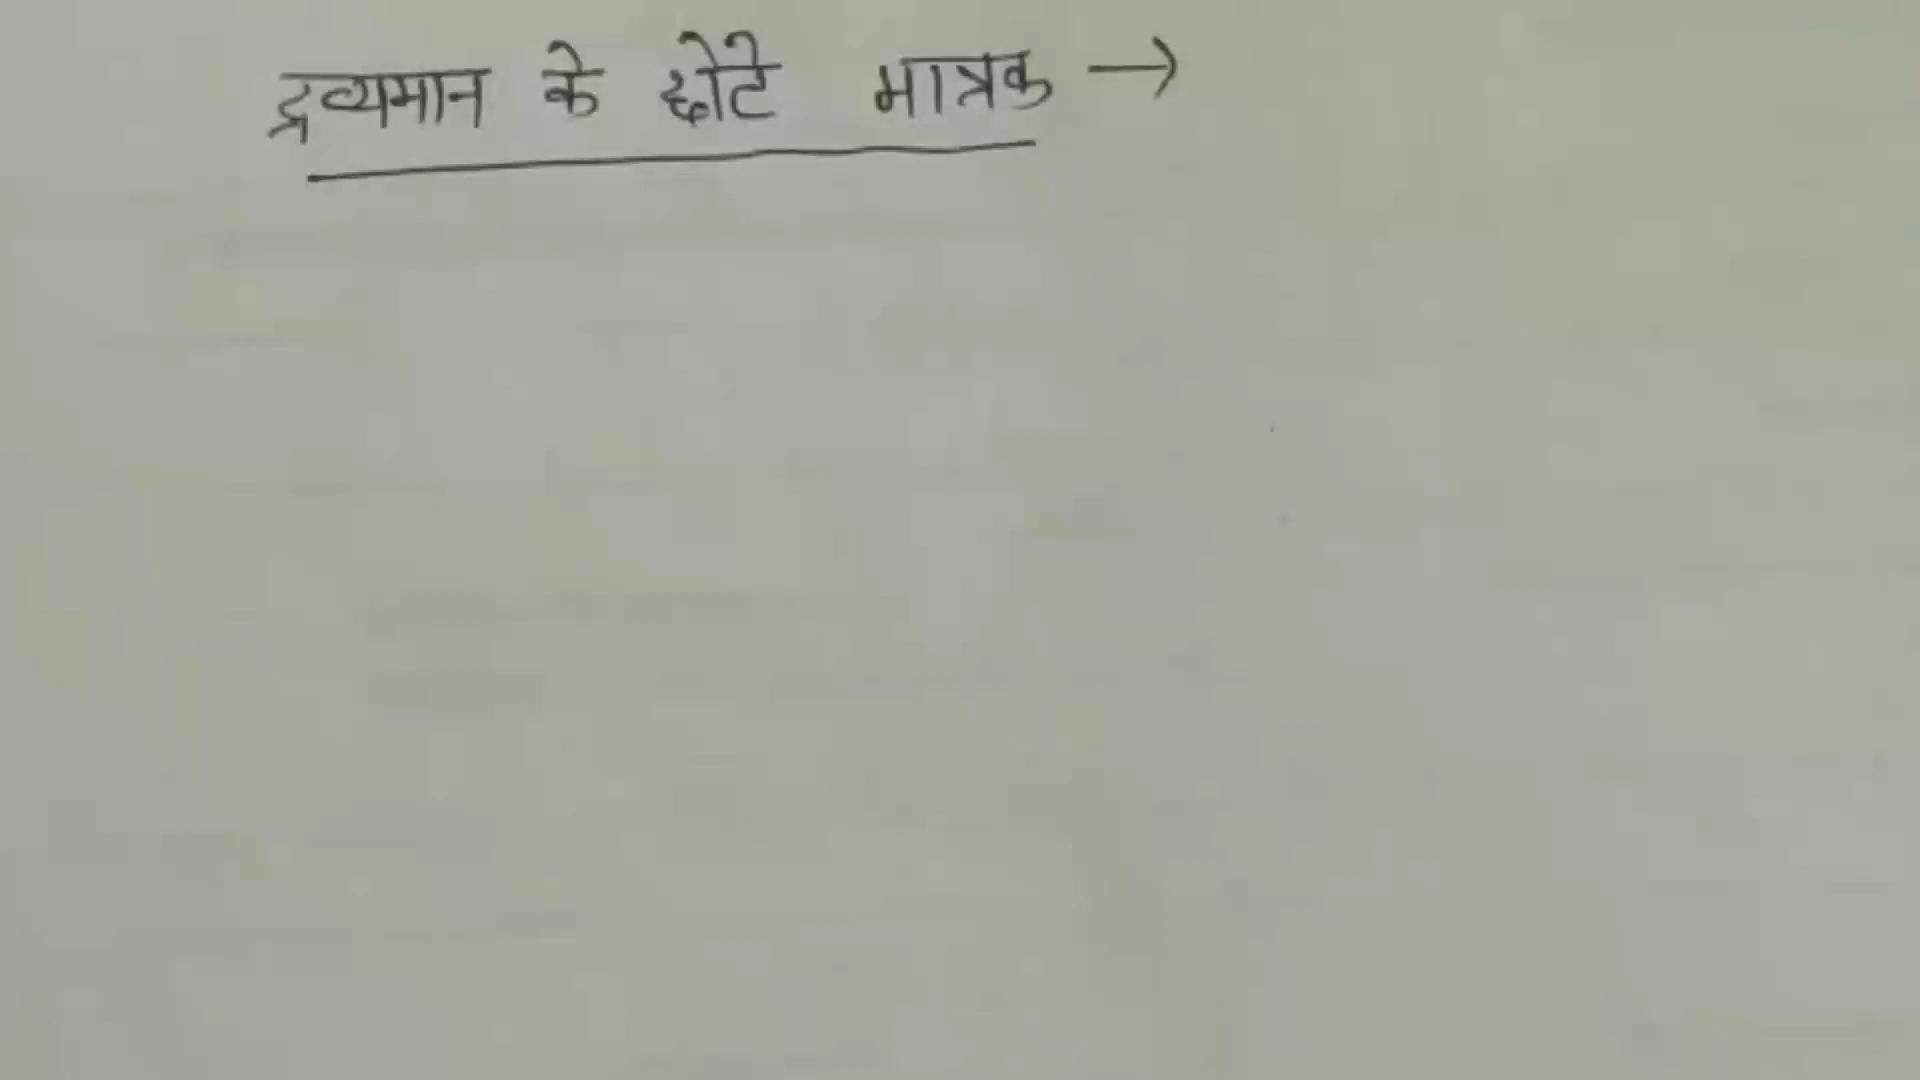 द्रव्यमान के छोटे मात्रक →